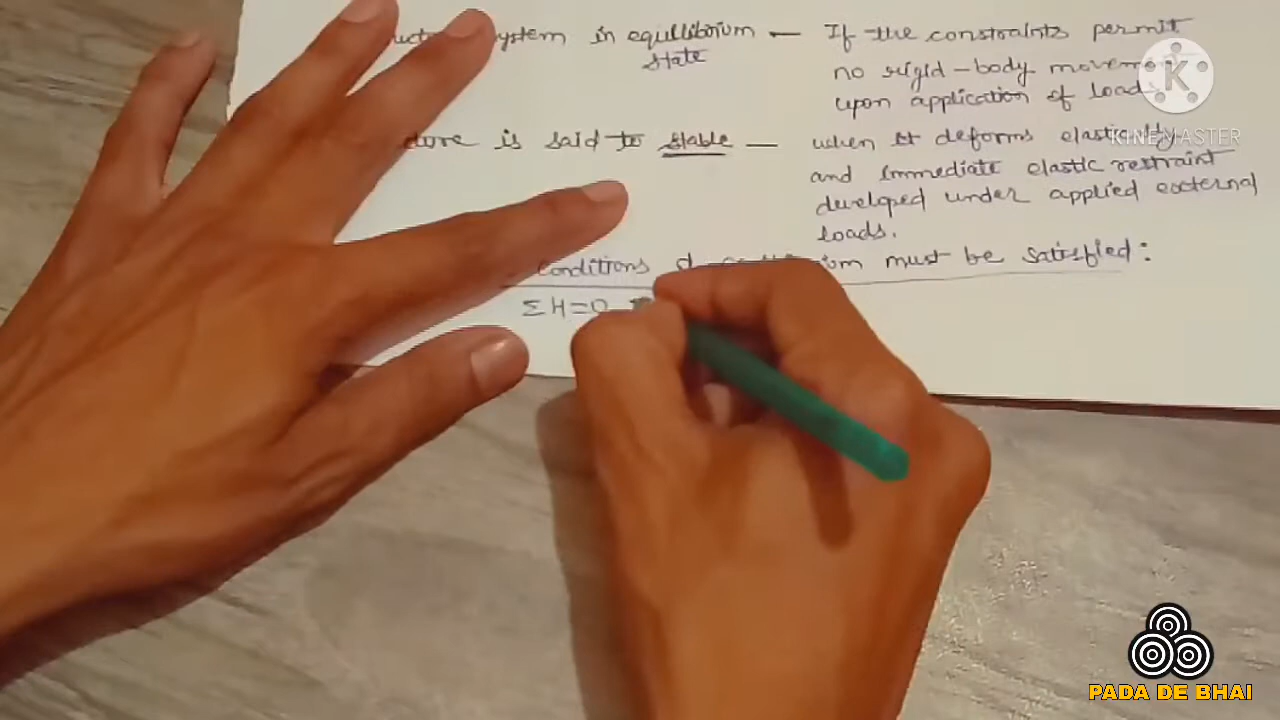 system in equilibrium — If the constraints permit
state
no rigid-body movement
upon application of loads
is said to stable — when it deforms elastically
and immediate elastic restraint
developed under applied external
loads.
conditions must be satisfied:
ΣH=0
KINEMASTER
PADA DE BHAI